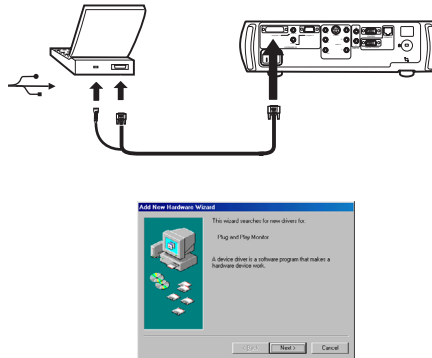 Add New Hardware Wizard
This wizard searches for new drivers for:
Plug and Play Monitor
A device driver is a software program that makes a
hardware device work.
< Back
Next >
Cancel